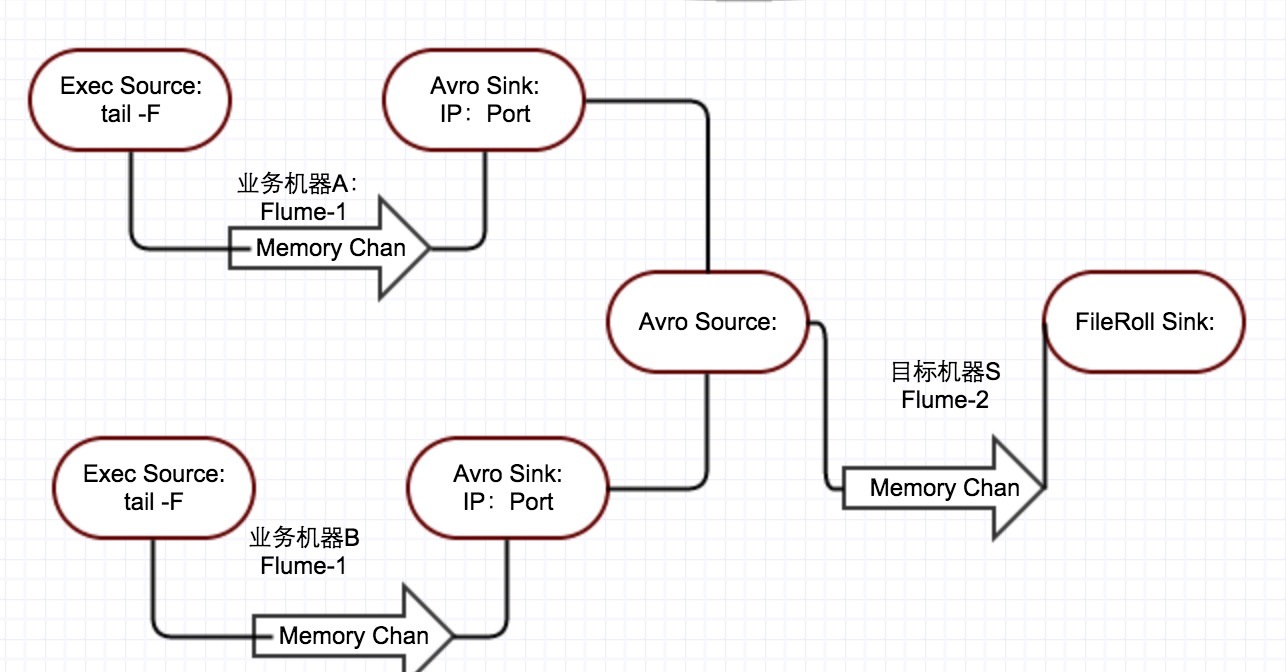 Exec Source:
tail -F
Avro Sink:
IP：Port
业务机器A：
Flume-1
Memory Chan
Avro Source:
FileRoll Sink:
目标机器S
Flume-2
Memory Chan
Exec Source:
tail -F
Avro Sink:
IP：Port
业务机器B
Flume-1
Memory Chan